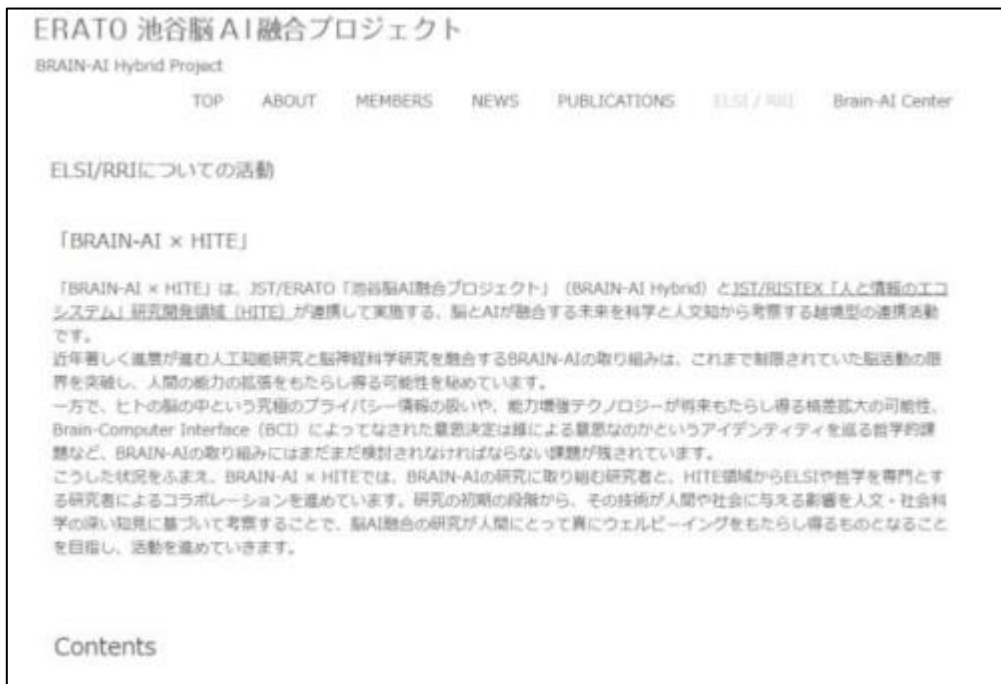 ERATO 池谷脳AI融合プロジェクト
BRAIN-AI Hybrid Project
TOP ABOUT MEMBERS NEWS PUBLICATIONS ELSI / RRI Brain-AI Center
ELSI/RRIについての活動
「BRAIN-AI × HITE」
「BRAIN-AI × HITE」は、JST/ERATO「池谷脳AI融合プロジェクト」（BRAIN-AI Hybrid）とJST/RISTEX「人と情報のエコ
システム」研究開発領域（HITE）が連携して実施する、脳とAIが融合する未来を科学と人文知から考察する越境型の連携活動
です。
近年著しく進展が進む人工知能研究と脳神経科学研究を融合するBRAIN-AIの取り組みは、これまで制限されていた脳活動の限
界を突破し、人間の能力の拡張をもたらし得る可能性を秘めています。
一方で、ヒトの脳の中という究極のプライバシー情報の扱いや、能力増強テクノロジーが将来もたらし得る格差拡大の可能性、
Brain-Computer Interface（BCI）によってなされた意思決定は誰による意思なのかというアイデンティティを巡る哲学的課
題など、BRAIN-AIの取り組みにはまだまだ検討されなければならない課題が残されています。
こうした状況をふまえ、BRAIN-AI × HITEでは、BRAIN-AIの研究に取り組む研究者と、HITE領域からELSIや哲学を専門とす
る研究者によるコラボレーションを進めています。研究の初期の段階から、その技術が人間や社会に与える影響を人文・社会科
学の深い知見に基づいて考察することで、脳AI融合の研究が人間にとって真にウェルビーイングをもたらし得るものとなること
を目指し、活動を進めていきます。
Contents